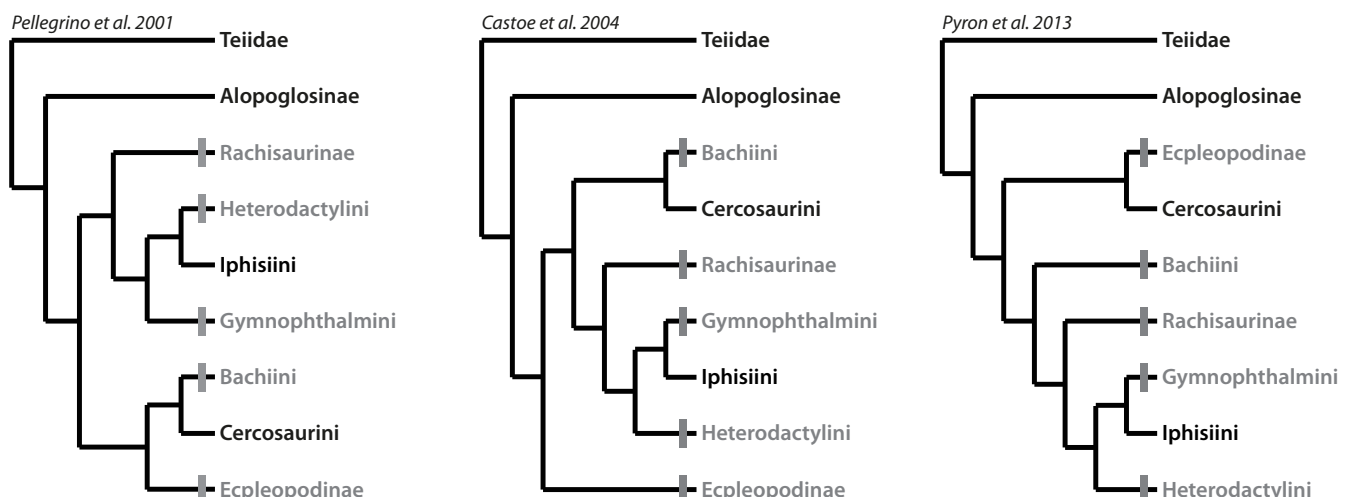 Pellegrino et al. 2001
Teiidae
Alopoglosinae
Rachisaurinae
Heterodactylini
Iphisiini
Gymnophthalmini
Bachiini
Cercosaurini
Ecpleopodinae
Castoe et al. 2004
Teiidae
Alopoglosinae
Bachiini
Cercosaurini
Rachisaurinae
Gymnophthalmini
Iphisiini
Heterodactylini
Ecpleopodinae
Pyron et al. 2013
Teiidae
Alopoglosinae
Ecpleopodinae
Cercosaurini
Bachiini
Rachisaurinae
Gymnophthalmini
Iphisiini
Heterodactylini